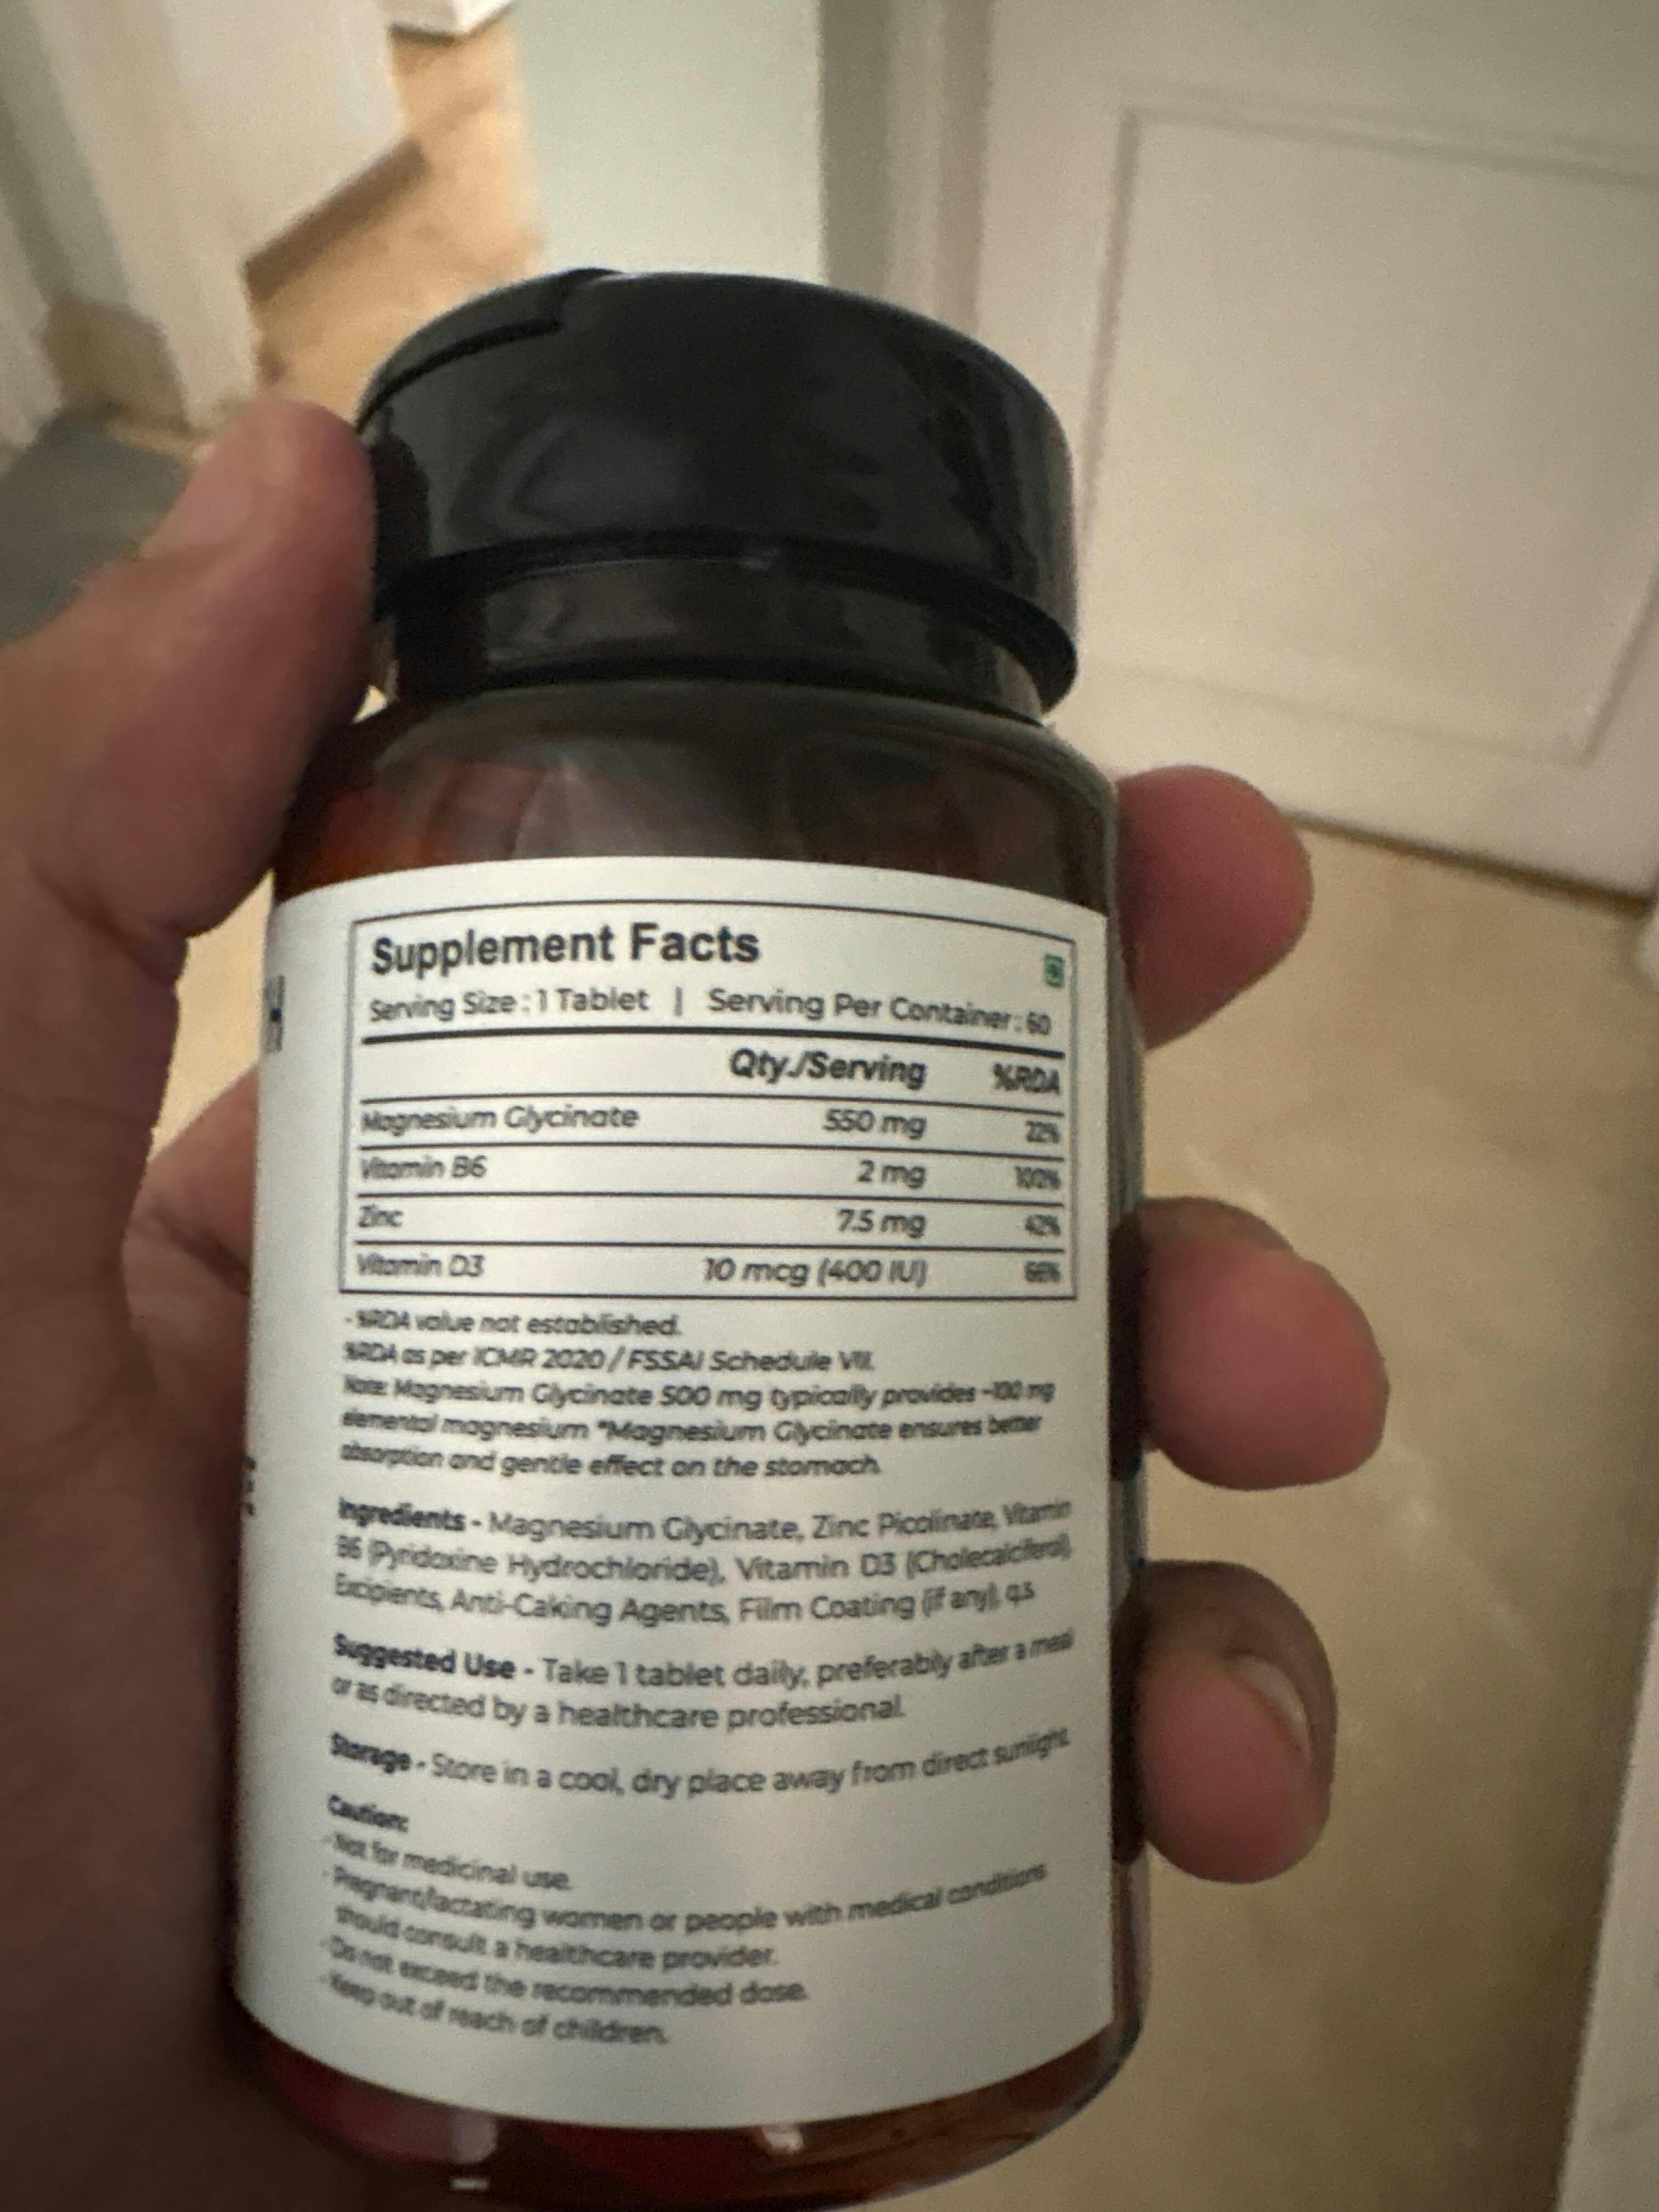 Supplement Facts
Serving Size : 1 Tablet | Serving Per Container : 60
Qty./Serving %RDA
Magnesium Glycinate 550 mg 22%
Vitamin B6 2 mg 100%
Zinc 7.5 mg 42%
Vitamin D3 10 mcg (400 IU) 66%
- %RDA value not established.
%RDA as per ICMR 2020 / FSSAI Schedule VIII.
Note: Magnesium Glycinate 500 mg typically provides ~100 mg
elemental magnesium *Magnesium Glycinate ensures better
absorption and gentle effect on the stomach.
Ingredients - Magnesium Glycinate, Zinc Picolinate, Vitamin
B6 (Pyridoxine Hydrochloride), Vitamin D3 (Cholecalciferol),
Excipients, Anti-Caking Agents, Film Coating (if any), q.s.
Suggested Use - Take 1 tablet daily, preferably after a meal
or as directed by a healthcare professional.
Storage - Store in a cool, dry place away from direct sunlight.
Caution:
- Not for medicinal use.
- Pregnant/lactating women or people with medical conditions
should consult a healthcare provider.
- Do not exceed the recommended dose.
- Keep out of reach of children.